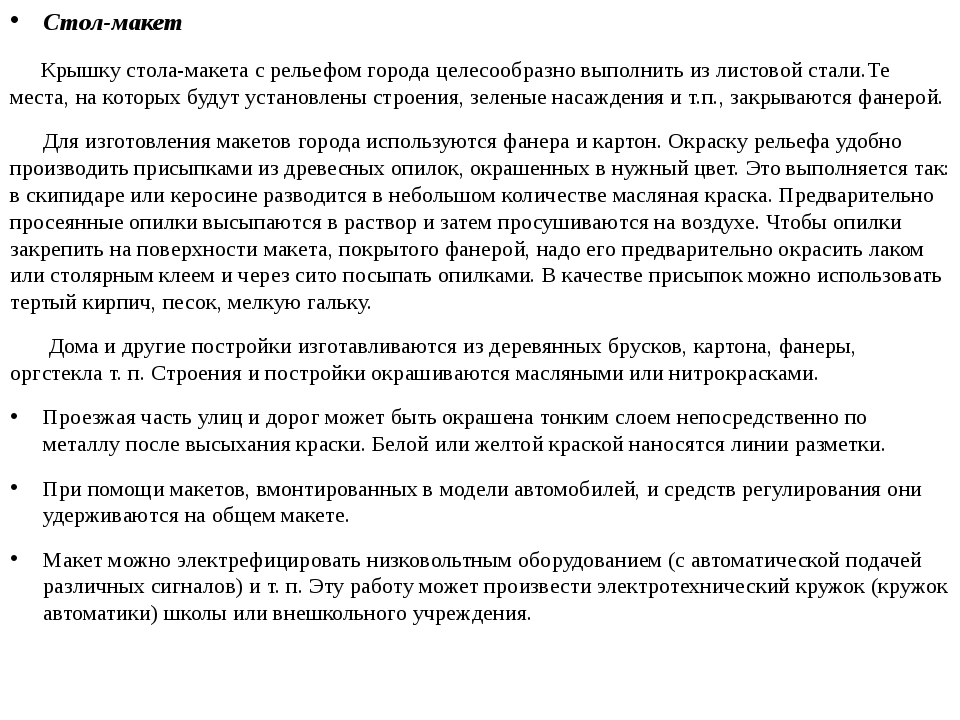 • Стол-макет
Крышку стола-макета с рельефом города целесообразно выполнить из листовой стали.Те
места, на которых будут установлены строения, зеленые насаждения и т.п., закрываются фанерой.
Для изготовления макетов города используются фанера и картон. Окраску рельефа удобно
производить присыпками из древесных опилок, окрашенных в нужный цвет. Это выполняется так:
в скипидаре или керосине разводится в небольшом количестве масляная краска. Предварительно
просеянные опилки высыпаются в раствор и затем просушиваются на воздухе. Чтобы опилки
закрепить на поверхности макета, покрытого фанерой, надо его предварительно окрасить лаком
или столярным клеем и через сито посыпать опилками. В качестве присыпок можно использовать
тертый кирпич, песок, мелкую гальку.
Дома и другие постройки изготавливаются из деревянных брусков, картона, фанеры,
оргстекла т. п. Строения и постройки окрашиваются масляными или нитрокрасками.
• Проезжая часть улиц и дорог может быть окрашена тонким слоем непосредственно по
металлу после высыхания краски. Белой или желтой краской наносятся линии разметки.
• При помощи макетов, вмонтированных в модели автомобилей, и средств регулирования они
удерживаются на общем макете.
• Макет можно электрефицировать низковольтным оборудованием (с автоматической подачей
различных сигналов) и т. п. Эту работу может произвести электротехнический кружок (кружок
автоматики) школы или внешкольного учреждения.